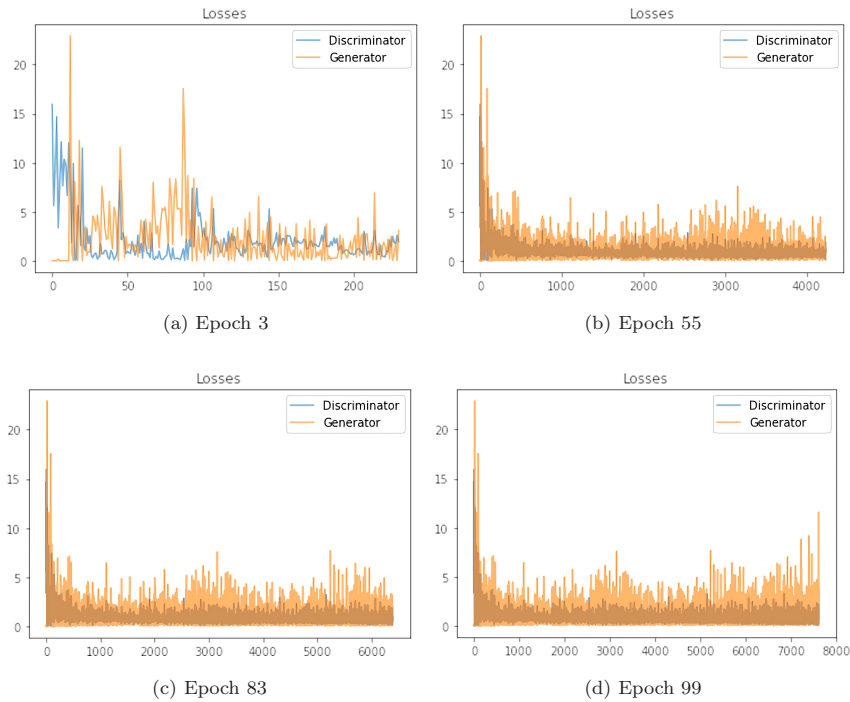 Losses
Discriminator
Generator
20
15
10
5
0
0 50 100 150 200
(a) Epoch 3
Losses
Discriminator
Generator
20
15
10
5
0
0 1000 2000 3000 4000
(b) Epoch 55
Losses
Discriminator
Generator
20
15
10
5
0
0 1000 2000 3000 4000 5000 6000
(c) Epoch 83
Losses
Discriminator
Generator
20
15
10
5
0
0 1000 2000 3000 4000 5000 6000 7000 8000
(d) Epoch 99